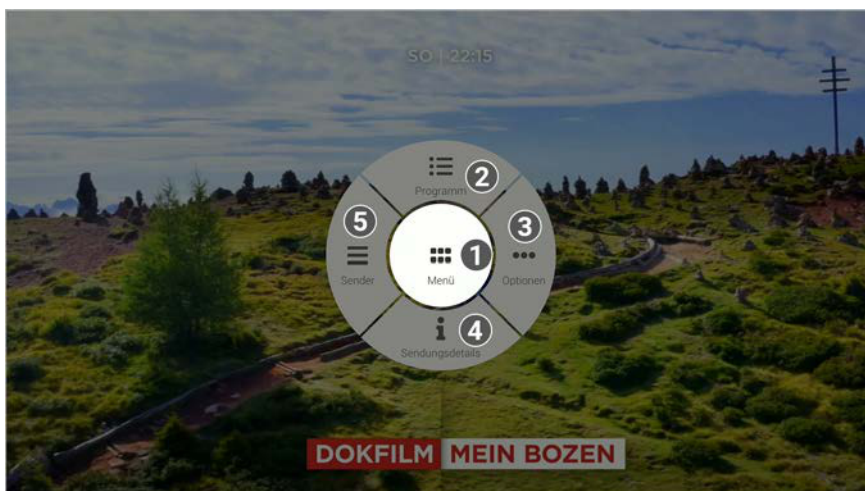 SO | 22:15
2
Programm
5
3
1
Sender
Menü
Optionen
4
Sendungsdetails
DOKFILM MEIN BOZEN